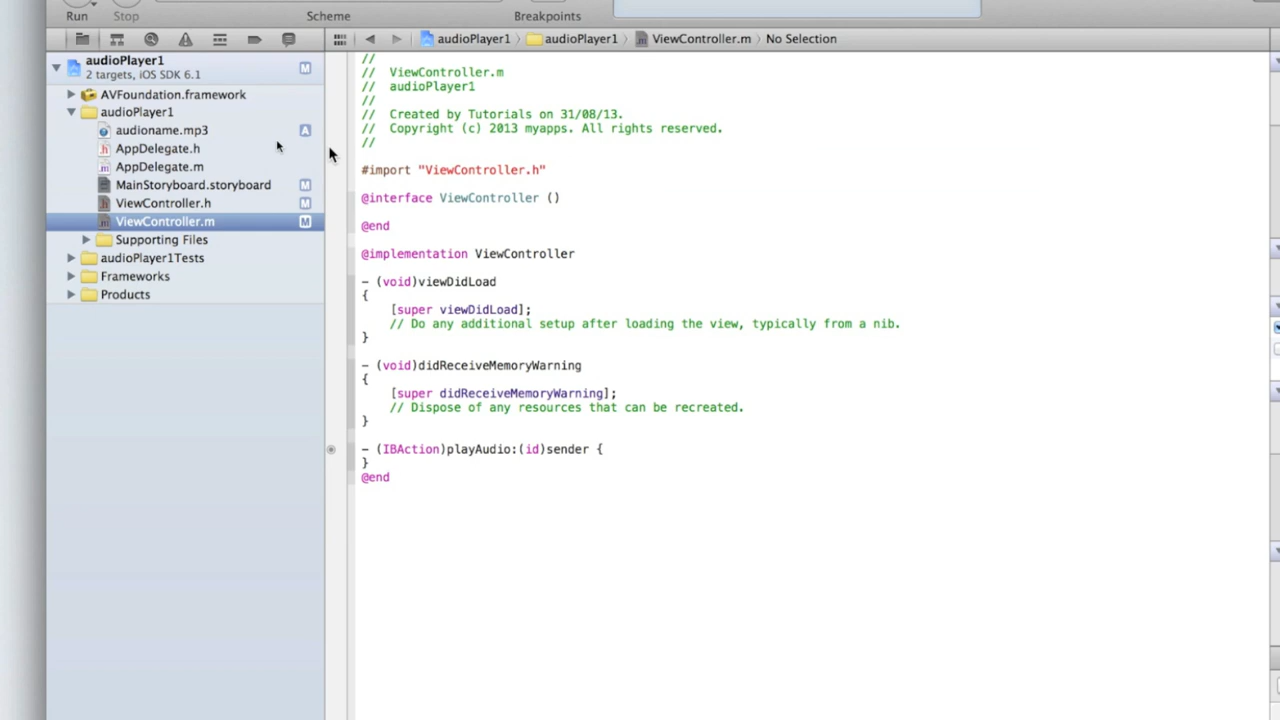 Run
Stop
Scheme
Breakpoints
audioPlayer1
audioPlayer1
ViewController.m
No Selection
audioPlayer1
M
2 targets, iOS SDK 6.1
AVFoundation.framework
audioPlayer1
audioname.mp3
A
AppDelegate.h
AppDelegate.m
MainStoryboard.storyboard
M
ViewController.h
M
ViewController.m
M
Supporting Files
audioPlayer1Tests
Frameworks
Products
//
// ViewController.m
// audioPlayer1
//
// Created by Tutorials on 31/08/13.
// Copyright (c) 2013 myapps. All rights reserved.
//
#import "ViewController.h"
@interface ViewController ()
@end
@implementation ViewController
- (void)viewDidLoad
{
[super viewDidLoad];
// Do any additional setup after loading the view, typically from a nib.
}
- (void)didReceiveMemoryWarning
{
[super didReceiveMemoryWarning];
// Dispose of any resources that can be recreated.
}
- (IBAction)playAudio:(id)sender {
}
@end